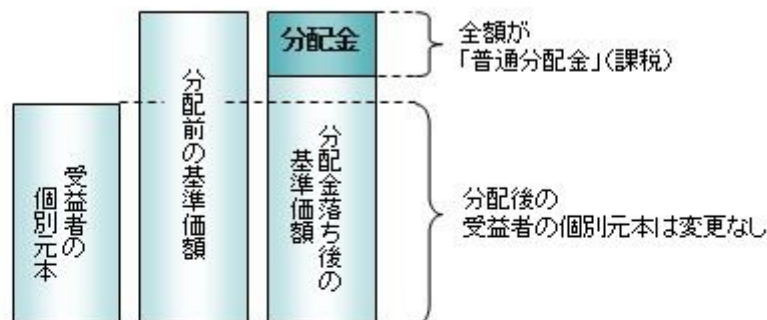 受益者の
個別元本
分配前の基準価額
分配金
分配金落ち後の
基準価額
全額が
「普通分配金」(課税)
分配後の
受益者の個別元本は変更なし